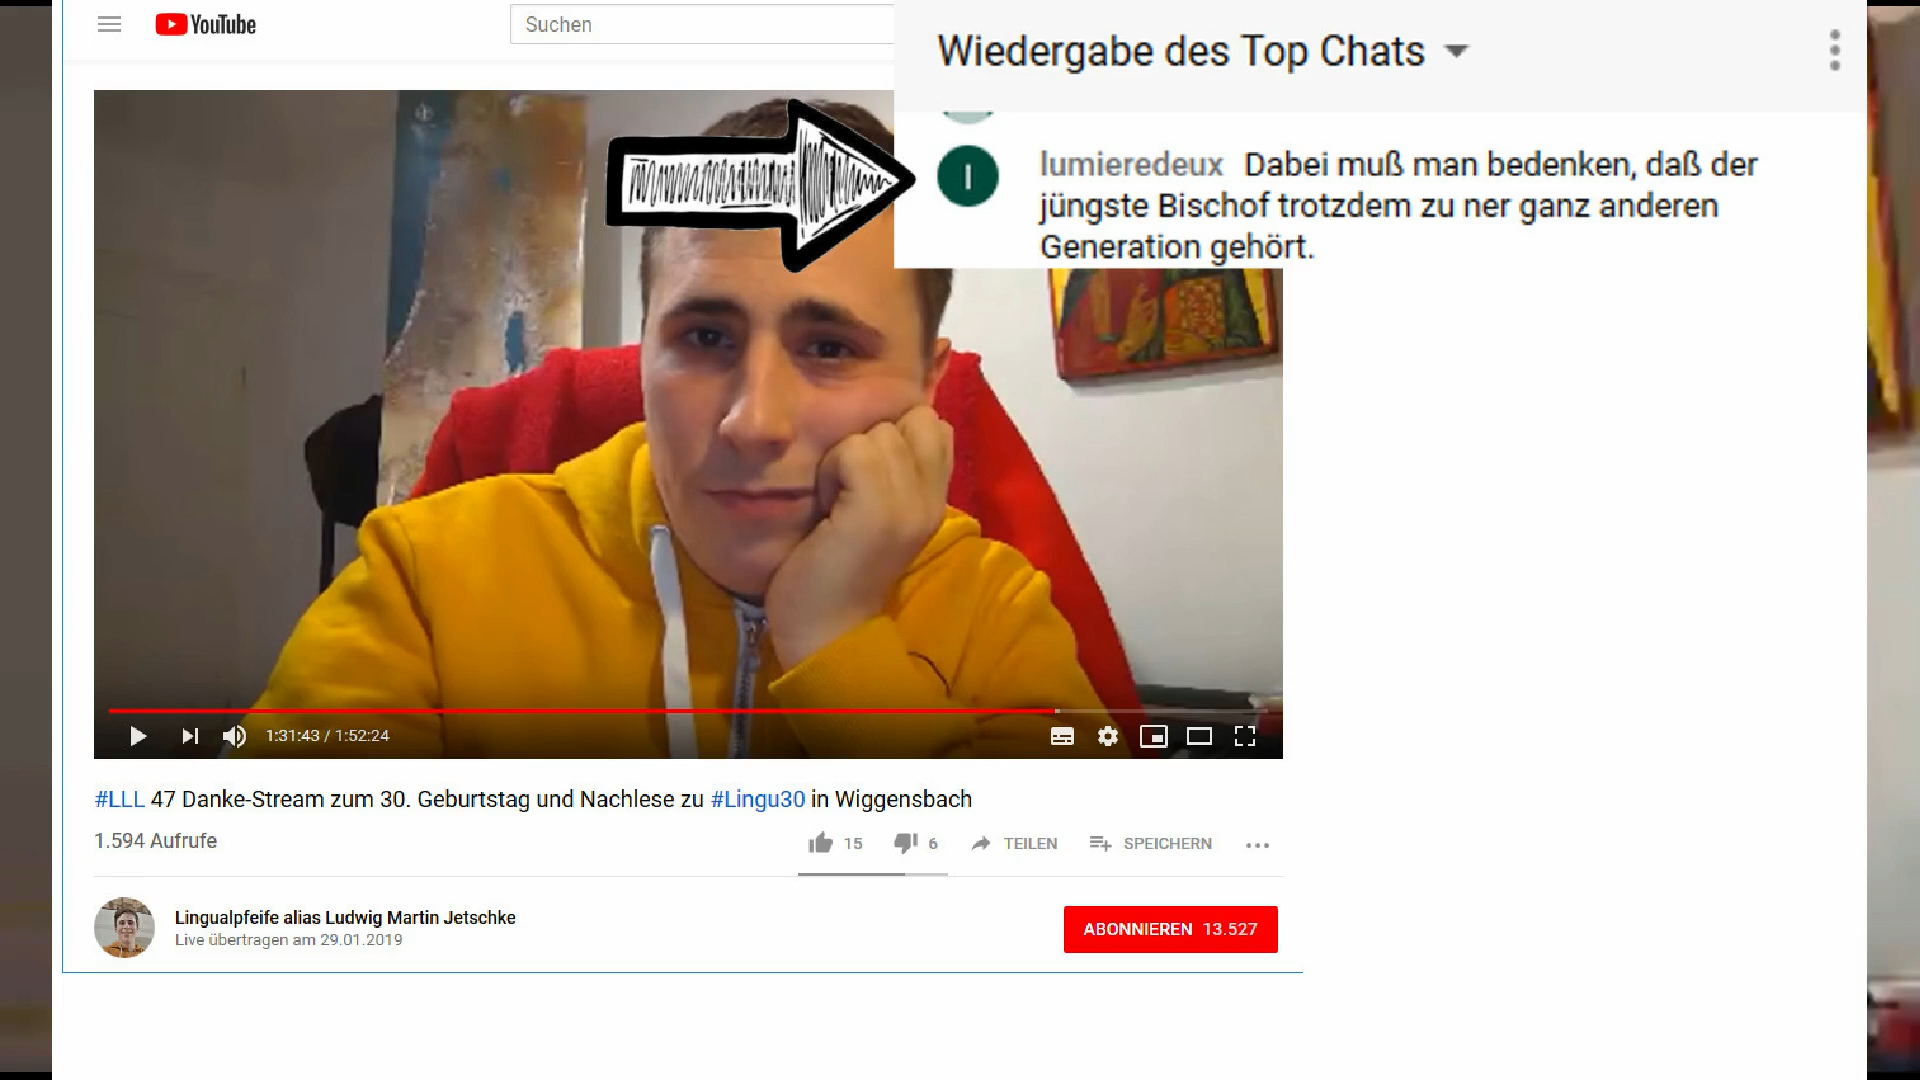 YouTube
Suchen
Wiedergabe des Top Chats
I
lumieredeux Dabei muß man bedenken, daß der
jüngste Bischof trotzdem zu ner ganz anderen
Generation gehört.
1:31:43 / 1:52:24
#LLL 47 Danke-Stream zum 30. Geburtstag und Nachlese zu #Lingu30 in Wiggensbach
1.594 Aufrufe
15
6
TEILEN
SPEICHERN
Lingualpfeife alias Ludwig Martin Jetschke
Live übertragen am 29.01.2019
ABONNIEREN 13.527